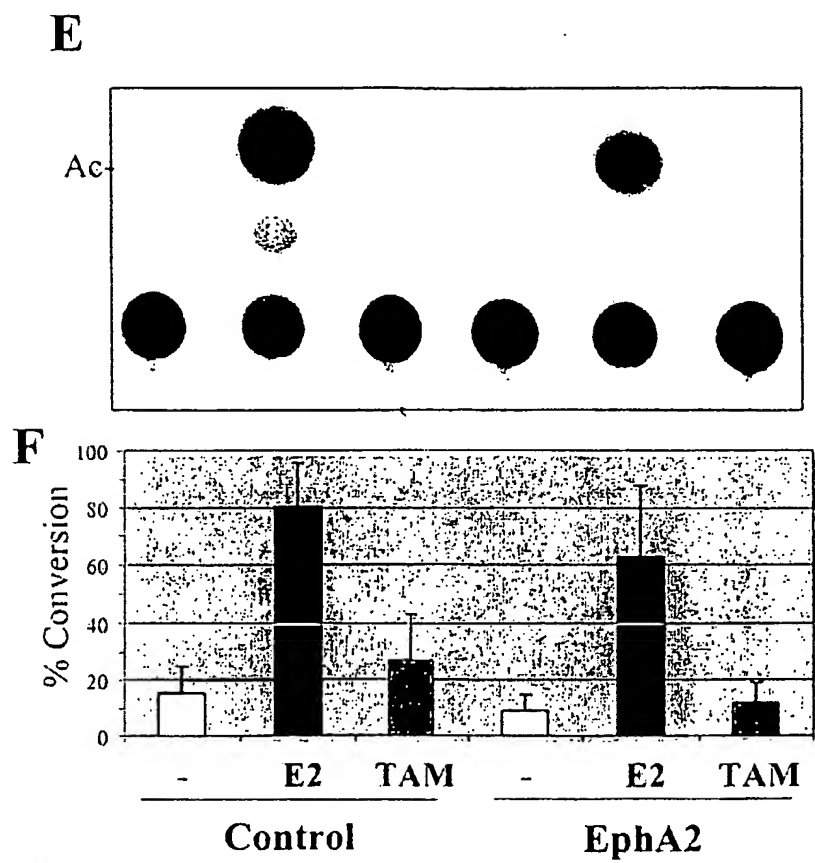 E
Ac
F
100
80
60
40
20
0
% Conversion
- E2 TAM - E2 TAM
Control EphA2